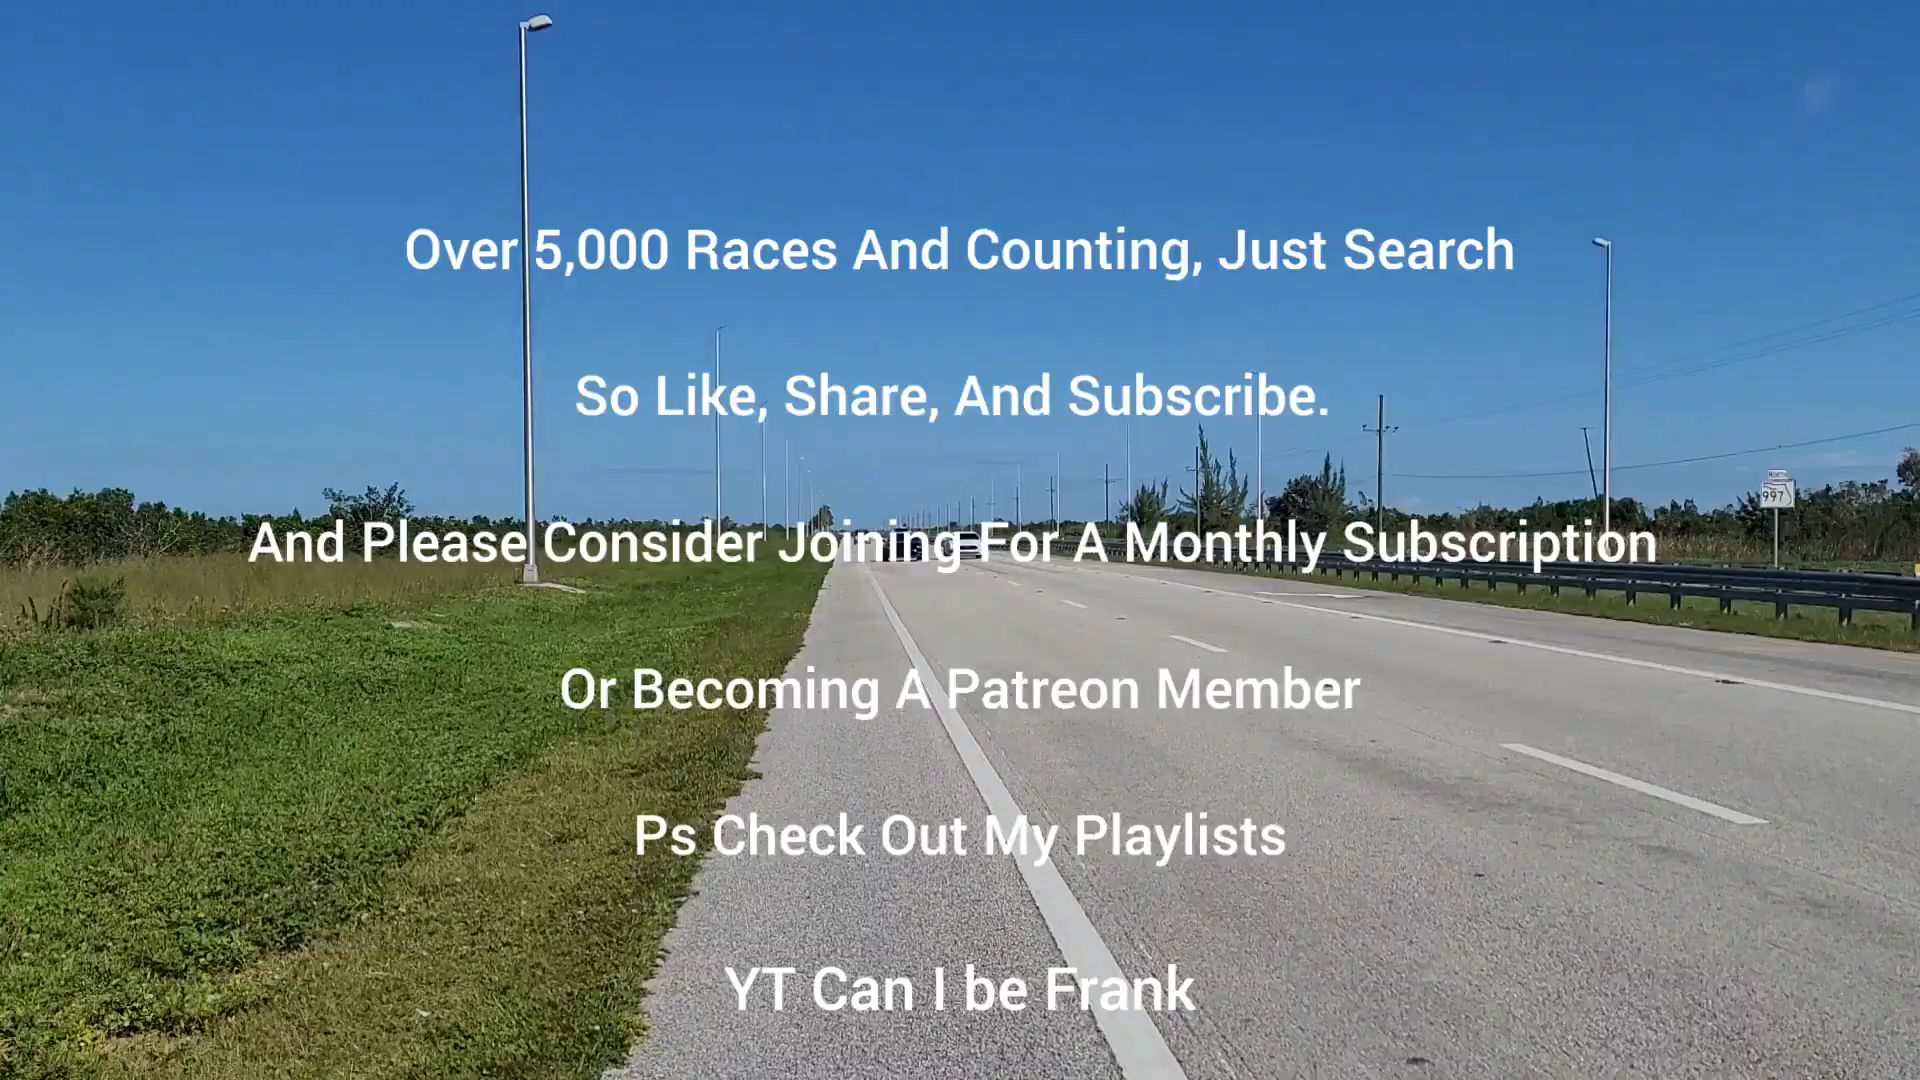 Over 5,000 Races And Counting, Just Search
So Like, Share, And Subscribe.
NORTH
997
And Please Consider Joining For A Monthly Subscription
Or Becoming A Patreon Member
Ps Check Out My Playlists
YT Can I be Frank